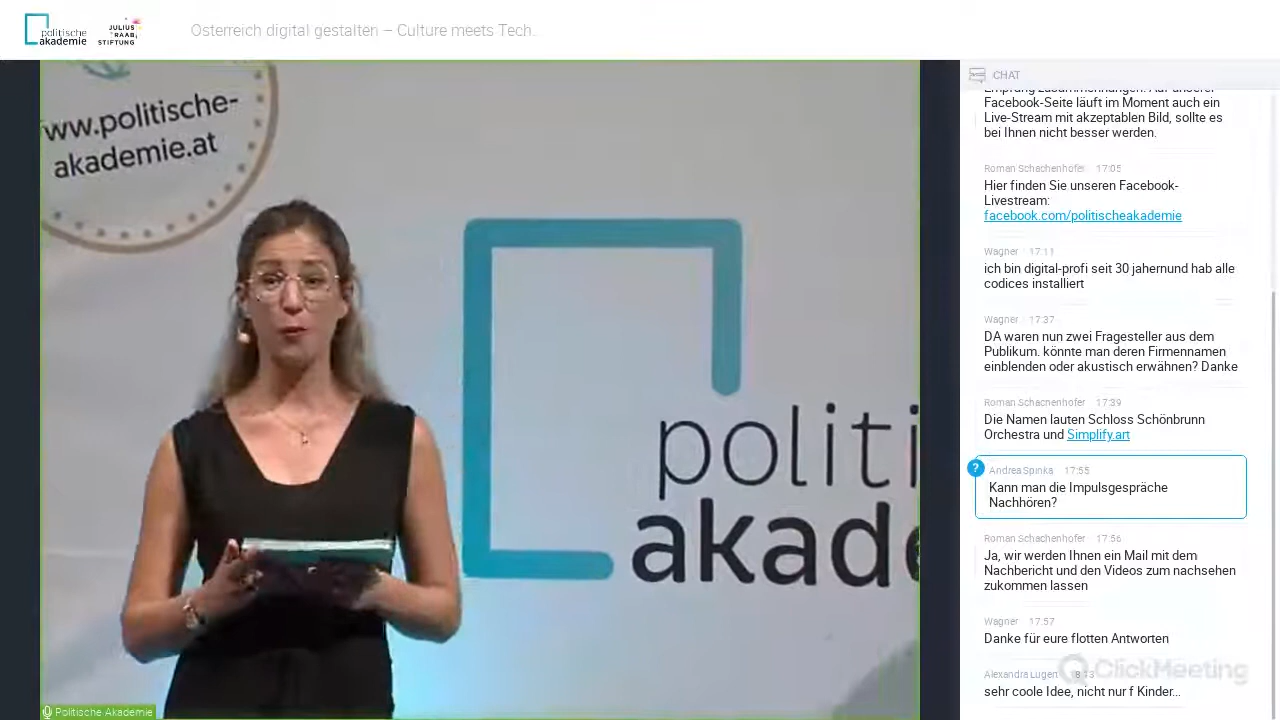 politische
akademie
JULIUS
RAAB
STIFTUNG
Österreich digital gestalten – Culture meets Tech.
www.politische-
akademie.at
politi
akade
Politische Akademie
CHAT
Facebook-Seite läuft im Moment auch ein
Live-Stream mit akzeptablen Bild, sollte es
bei Ihnen nicht besser werden.
Roman Schachenhofer 17:05
Hier finden Sie unseren Facebook-
Livestream:
facebook.com/politischeakademie
Wagner 17:11
ich bin digital-profi seit 30 jahernund hab alle
codices installiert
Wagner 17:37
DA waren nun zwei Fragesteller aus dem
Publikum. könnte man deren Firmennamen
einblenden oder akustisch erwähnen? Danke
Roman Schachenhofer 17:39
Die Namen lauten Schloss Schönbrunn
Orchestra und Simplify.art
?
Andrea Spinka 17:55
Kann man die Impulsgespräche
Nachhören?
Roman Schachenhofer 17:56
Ja, wir werden Ihnen ein Mail mit dem
Nachbericht und den Videos zum nachsehen
zukommen lassen
Wagner 17:57
Danke für eure flotten Antworten
Alexandra Lugert
ClickMeeting
sehr coole Idee, nicht nur f Kinder...